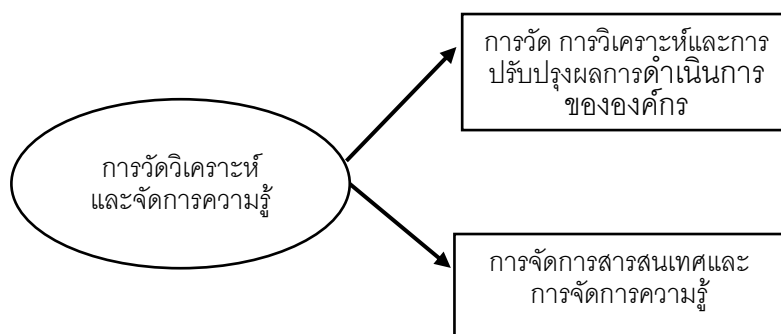 การวัดวิเคราะห์
และจัดการความรู้
การวัด การวิเคราะห์และการ
ปรับปรุงผลการดำเนินการ
ขององค์กร
การจัดการสารสนเทศและ
การจัดการความรู้